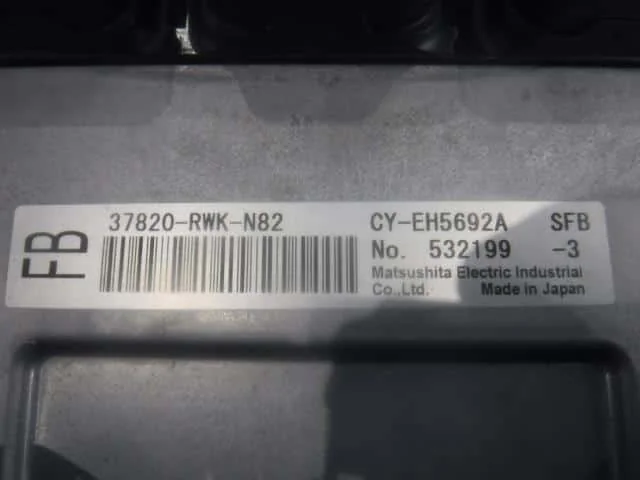 FB
37820-RWK-N82 CY-EH5692A SFB
No. 532199 -3
Matsushita Electric Industrial
Co.,Ltd. Made in Japan